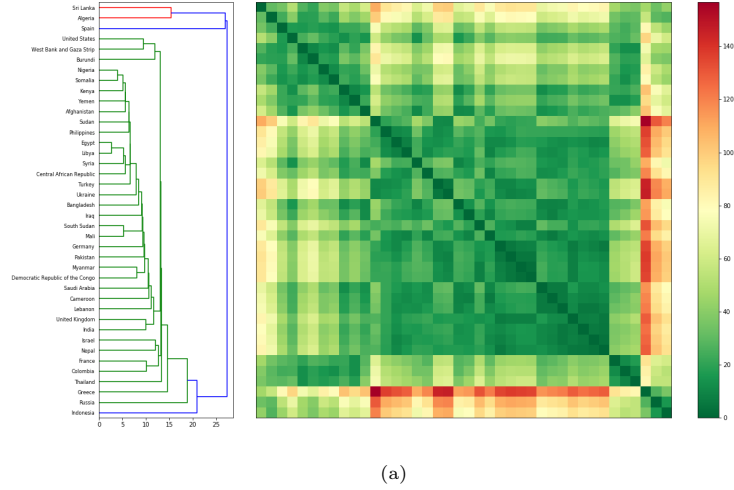 Sri Lanka
Algeria
Spain
United States
West Bank and Gaza Strip
Burundi
Nigeria
Somalia
Kenya
Yemen
Afghanistan
Sudan
Philippines
Egypt
Libya
Syria
Central African Republic
Turkey
Ukraine
Bangladesh
Iraq
South Sudan
Mali
Germany
Pakistan
Myanmar
Democratic Republic of the Congo
Saudi Arabia
Cameroon
Lebanon
United Kingdom
India
Israel
Nepal
France
Colombia
Thailand
Greece
Russia
Indonesia
0 5 10 15 20 25
140
120
100
80
60
40
20
0
(a)